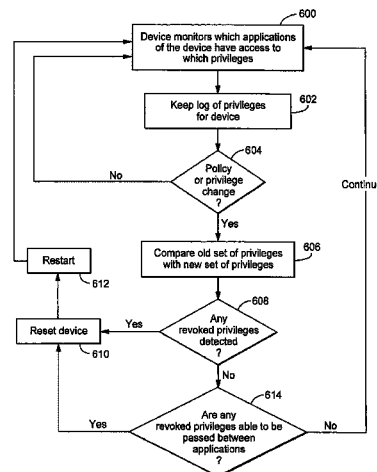 600
Device monitors which applications
of the device have access to
which privileges
602
Keep log of privileges
for device
604
Policy
or privilege
change
?
No
Yes
Continu
606
Compare old set of privileges
with new set of privileges
Restart
612
608
Any
revoked privileges
detected
?
Yes
No
Reset device
610
614
Are any
revoked privileges able to be
passed between
applications
?
Yes
No